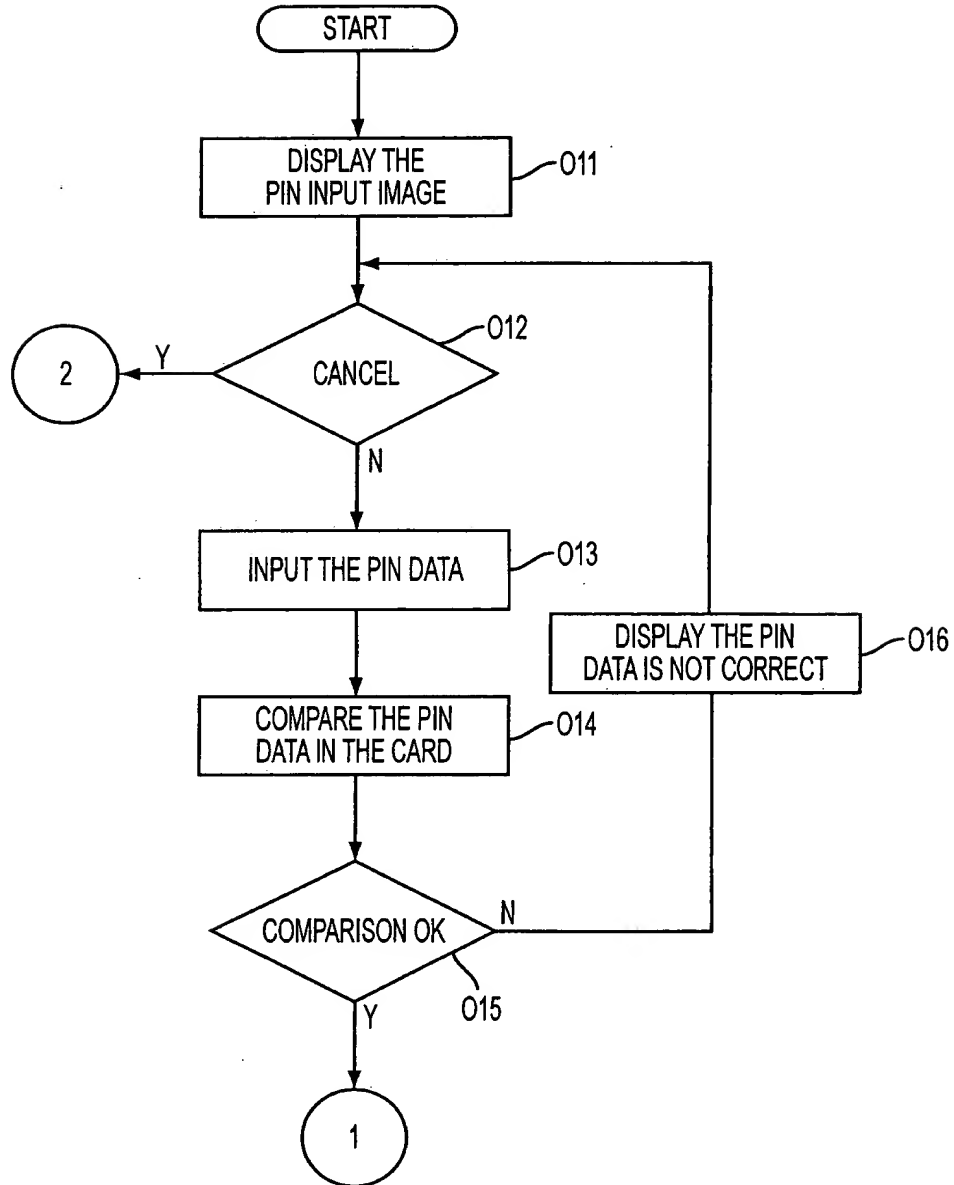 START
DISPLAY THE
PIN INPUT IMAGE
O11
O12
CANCEL
Y
2
N
INPUT THE PIN DATA
O13
DISPLAY THE PIN
DATA IS NOT CORRECT
O16
COMPARE THE PIN
DATA IN THE CARD
O14
COMPARISON OK
N
O15
Y
1